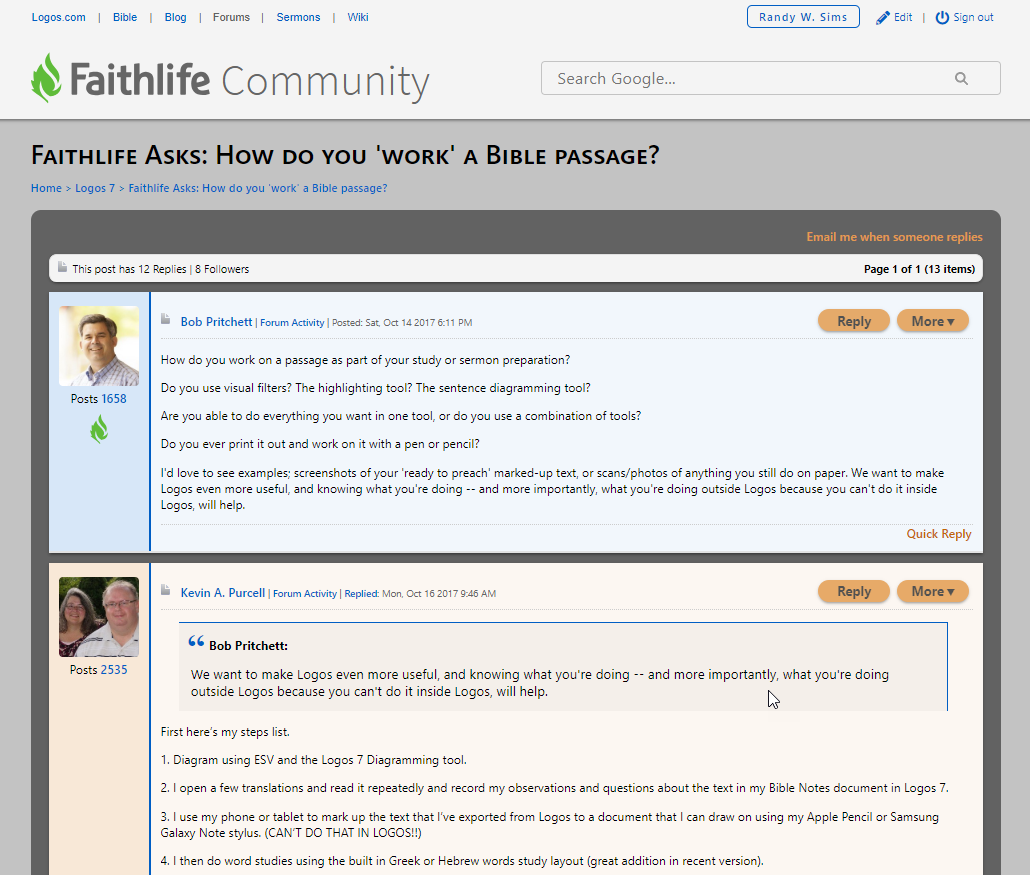 Logos.com | Bible | Blog | Forums | Sermons | Wiki
Randy W. Sims Edit | Sign out
Faithlife Community
Search Google...
Faithlife Asks: How do you 'work' a Bible passage?
Home > Logos 7 > Faithlife Asks: How do you 'work' a Bible passage?
Email me when someone replies
This post has 12 Replies | 8 Followers
Page 1 of 1 (13 items)
Bob Pritchett | Forum Activity | Posted: Sat, Oct 14 2017 6:11 PM
Reply More ▾
Posts 1658
How do you work on a passage as part of your study or sermon preparation?
Do you use visual filters? The highlighting tool? The sentence diagramming tool?
Are you able to do everything you want in one tool, or do you use a combination of tools?
Do you ever print it out and work on it with a pen or pencil?
I'd love to see examples; screenshots of your 'ready to preach' marked-up text, or scans/photos of anything you still do on paper. We want to make
Logos even more useful, and knowing what you're doing -- and more importantly, what you're doing outside Logos because you can't do it inside
Logos, will help.
Quick Reply
Kevin A. Purcell | Forum Activity | Replied: Mon, Oct 16 2017 9:46 AM
Reply More ▾
Posts 2535
“ Bob Pritchett:
We want to make Logos even more useful, and knowing what you're doing -- and more importantly, what you're doing
outside Logos because you can't do it inside Logos, will help.
First here's my steps list.
1. Diagram using ESV and the Logos 7 Diagramming tool.
2. I open a few translations and read it repeatedly and record my observations and questions about the text in my Bible Notes document in Logos 7.
3. I use my phone or tablet to mark up the text that I've exported from Logos to a document that I can draw on using my Apple Pencil or Samsung
Galaxy Note stylus. (CAN'T DO THAT IN LOGOS!!)
4. I then do word studies using the built in Greek or Hebrew words study layout (great addition in recent version).